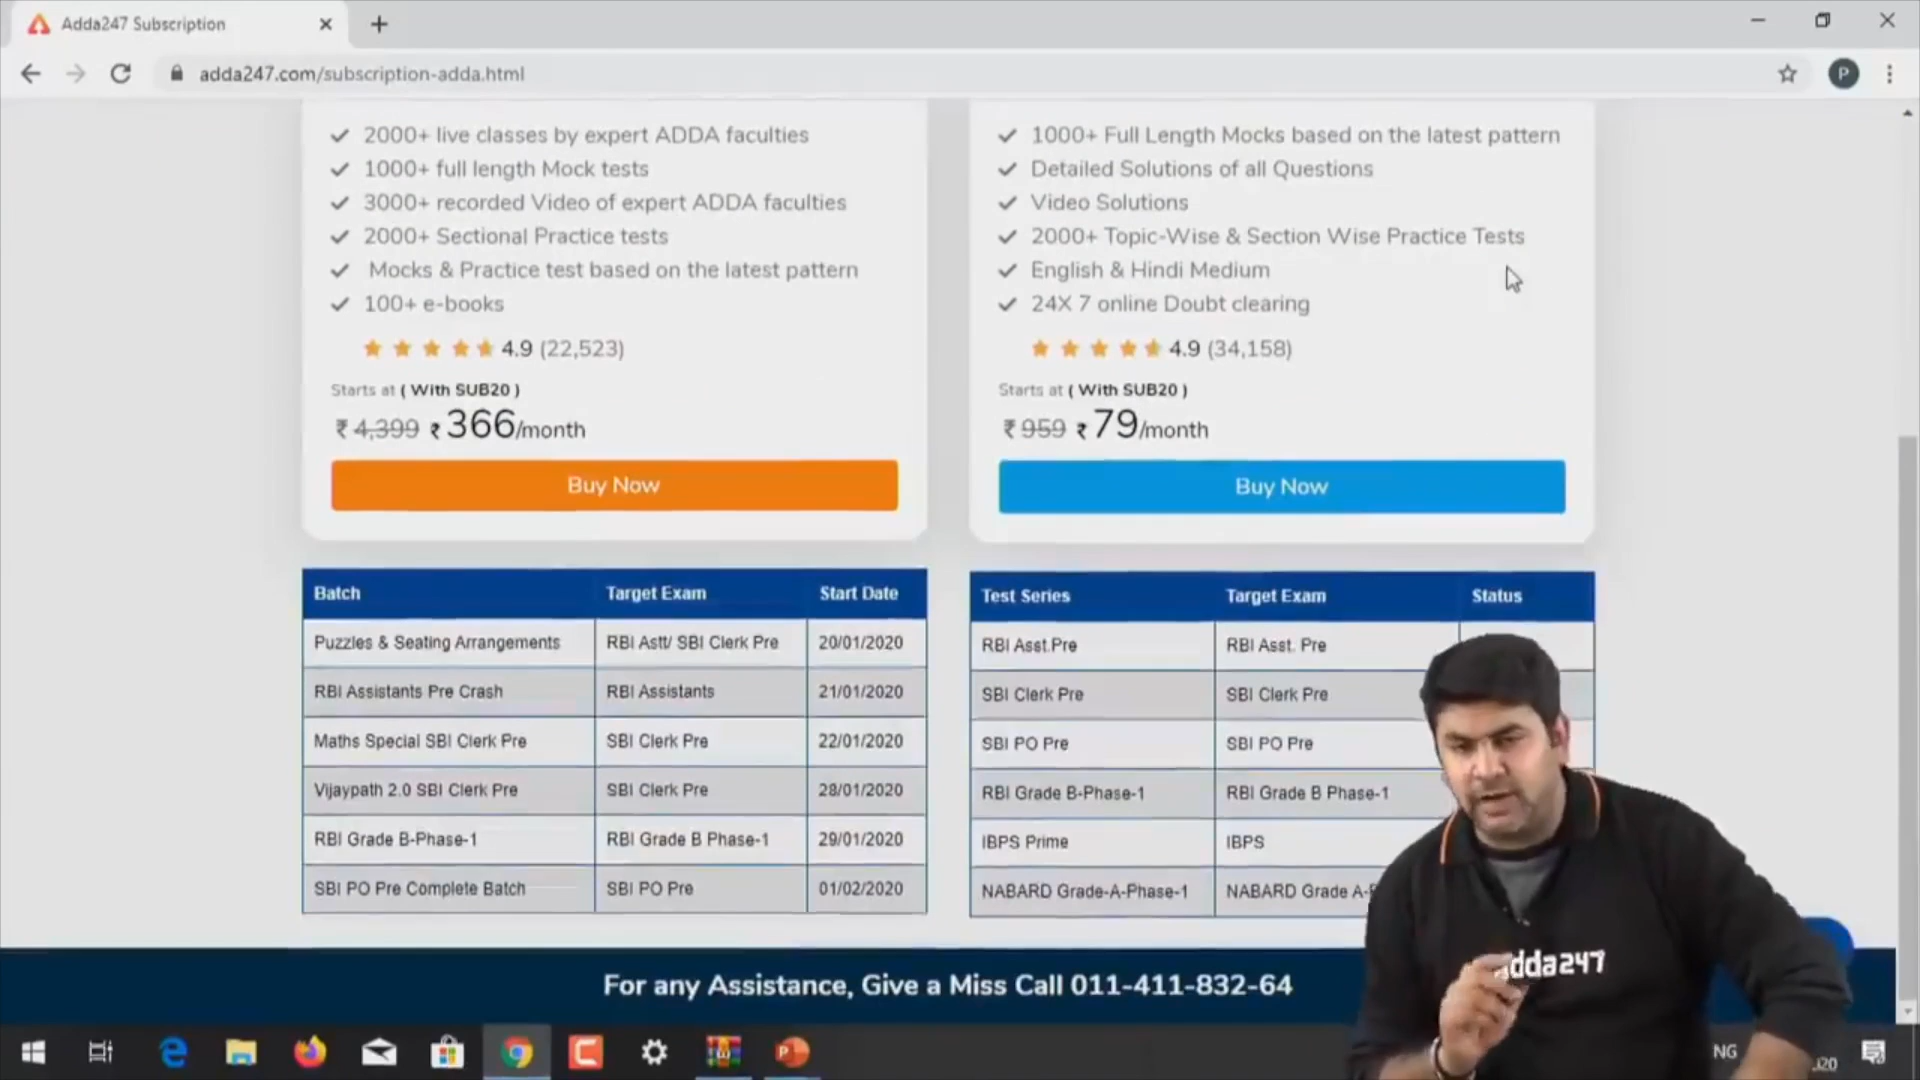 Adda247 Subscription
adda247.com/subscription-adda.html
P
2000+ live classes by expert ADDA faculties
1000+ full length Mock tests
3000+ recorded Video of expert ADDA faculties
2000+ Sectional Practice tests
Mocks & Practice test based on the latest pattern
100+ e-books
4.9 (22,523)
Starts at ( With SUB20 )
₹ 4,399 ₹ 366/month
Buy Now
1000+ Full Length Mocks based on the latest pattern
Detailed Solutions of all Questions
Video Solutions
2000+ Topic-Wise & Section Wise Practice Tests
English & Hindi Medium
24X 7 online Doubt clearing
4.9 (34,158)
Starts at ( With SUB20 )
₹ 959 ₹ 79/month
Buy Now
Batch Target Exam Start Date
Puzzles & Seating Arrangements RBI Astt/ SBI Clerk Pre 20/01/2020
RBI Assistants Pre Crash RBI Assistants 21/01/2020
Maths Special SBI Clerk Pre SBI Clerk Pre 22/01/2020
Vijaypath 2.0 SBI Clerk Pre SBI Clerk Pre 28/01/2020
RBI Grade B-Phase-1 RBI Grade B Phase-1 29/01/2020
SBI PO Pre Complete Batch SBI PO Pre 01/02/2020
Test Series Target Exam Status
RBI Asst.Pre RBI Asst. Pre
SBI Clerk Pre SBI Clerk Pre
SBI PO Pre SBI PO Pre
RBI Grade B-Phase-1 RBI Grade B Phase-1
IBPS Prime IBPS
NABARD Grade-A-Phase-1 NABARD Grade A-
adda247
For any Assistance, Give a Miss Call 011-411-832-64
NG